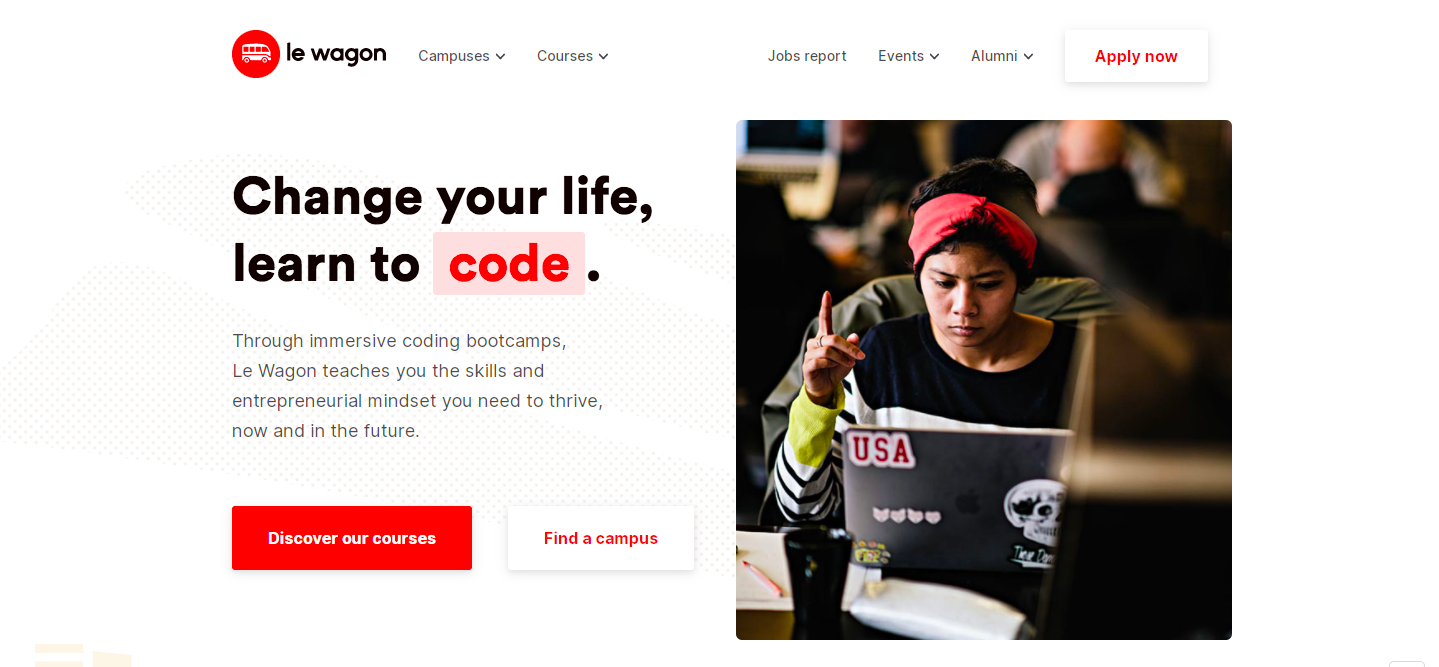 le wagon
Campuses
Courses
Jobs report
Events
Alumni
Apply now
Change your life,
learn to code.
Through immersive coding bootcamps,
Le Wagon teaches you the skills and
entrepreneurial mindset you need to thrive,
now and in the future.
Discover our courses
Find a campus
USA